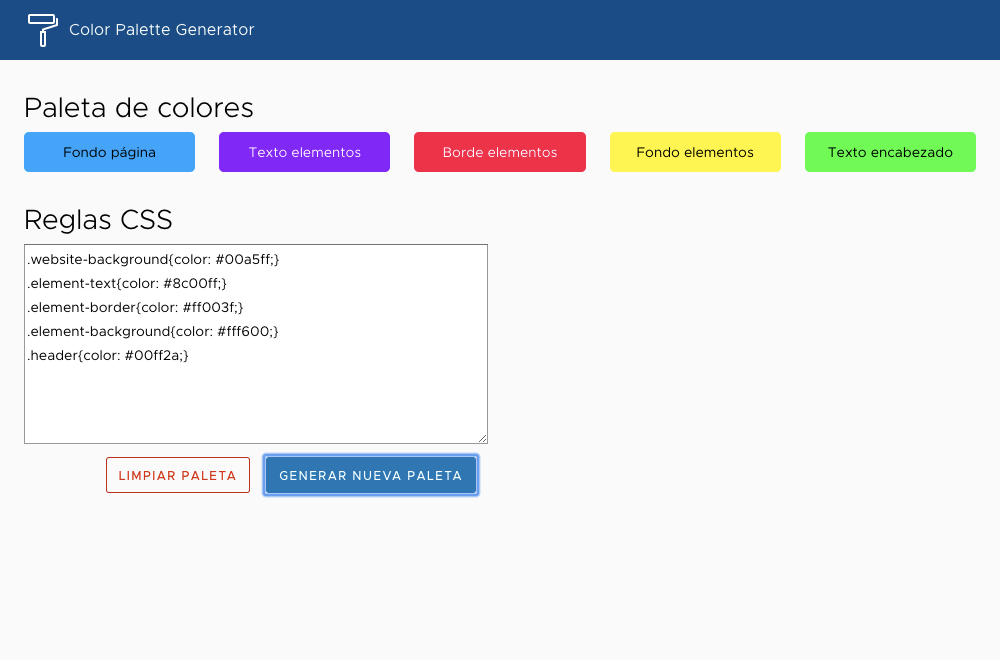 Color Palette Generator
Paleta de colores
Fondo página
Texto elementos
Borde elementos
Fondo elementos
Texto encabezado
Reglas CSS
.website-background{color: #00a5ff;}
.element-text{color: #8c00ff;}
.element-border{color: #ff003f;}
.element-background{color: #fff600;}
.header{color: #00ff2a;}
LIMPIAR PALETA
GENERAR NUEVA PALETA